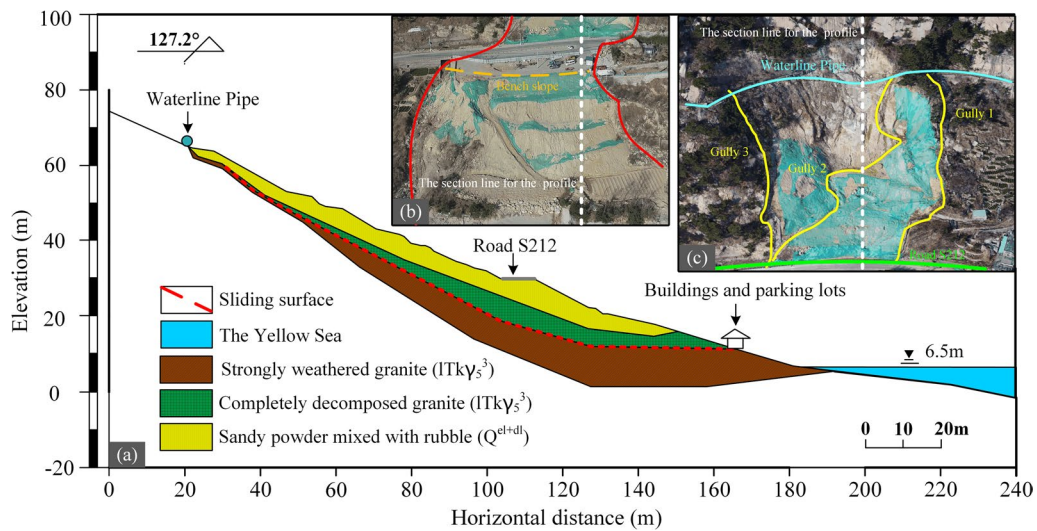 100
80
60
40
20
0
-20
Elevation (m)
127.2°
Waterline Pipe
Road S212
Buildings and parking lots
6.5m
Sliding surface
The Yellow Sea
Strongly weathered granite (lTkγ₅³)
Completely decomposed granite (lTkγ₅³)
Sandy powder mixed with rubble (Qᵉˡ⁺ᵈˡ)
(a)
0 10 20m
0 20 40 60 80 100 120 140 160 180 200 220 240
Horizontal distance (m)
Bench slope
The section line for the profile
(b)
The section line for the profile
Waterline Pipe
Gully 1
Gully 3
Gully 2
Road S212
(c)